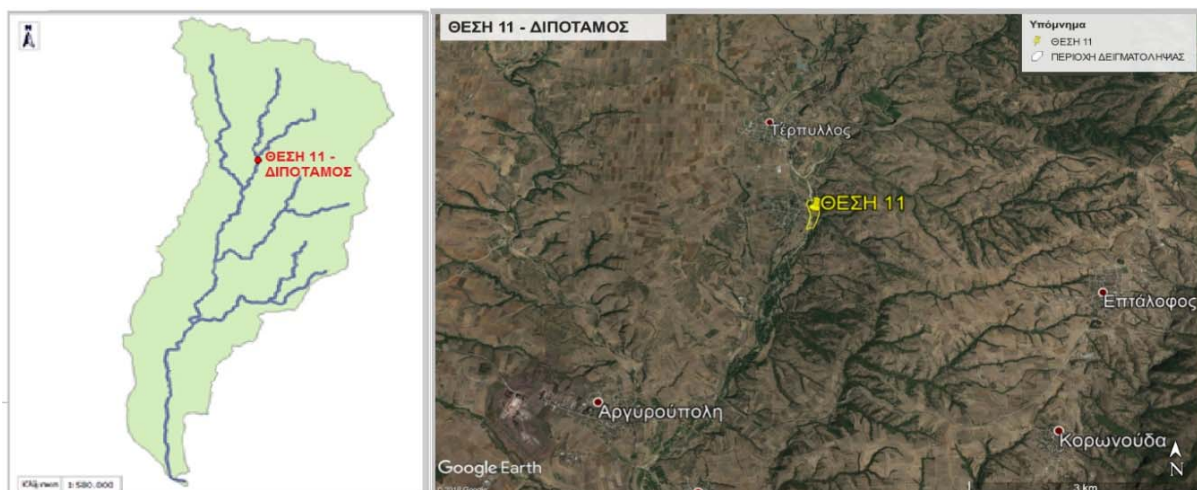 N
ΘΕΣΗ 11 -
ΔΙΠΟΤΑΜΟΣ
1:580.000
ΘΕΣΗ 11 - ΔΙΠΟΤΑΜΟΣ
Υπόμνημα
ΘΕΣΗ 11
ΠΕΡΙΟΧΗ ΔΕΙΓΜΑΤΟΛΗΨΙΑΣ
Τέρπυλλος
ΘΕΣΗ 11
Επτάλοφος
Αργυρούπολη
Κορωνούδα
Google Earth
N
3 km